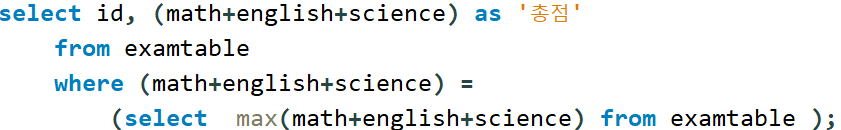 select id, (math+english+science) as '총점'
from examtable
where (math+english+science) =
(select  max(math+english+science) from examtable );